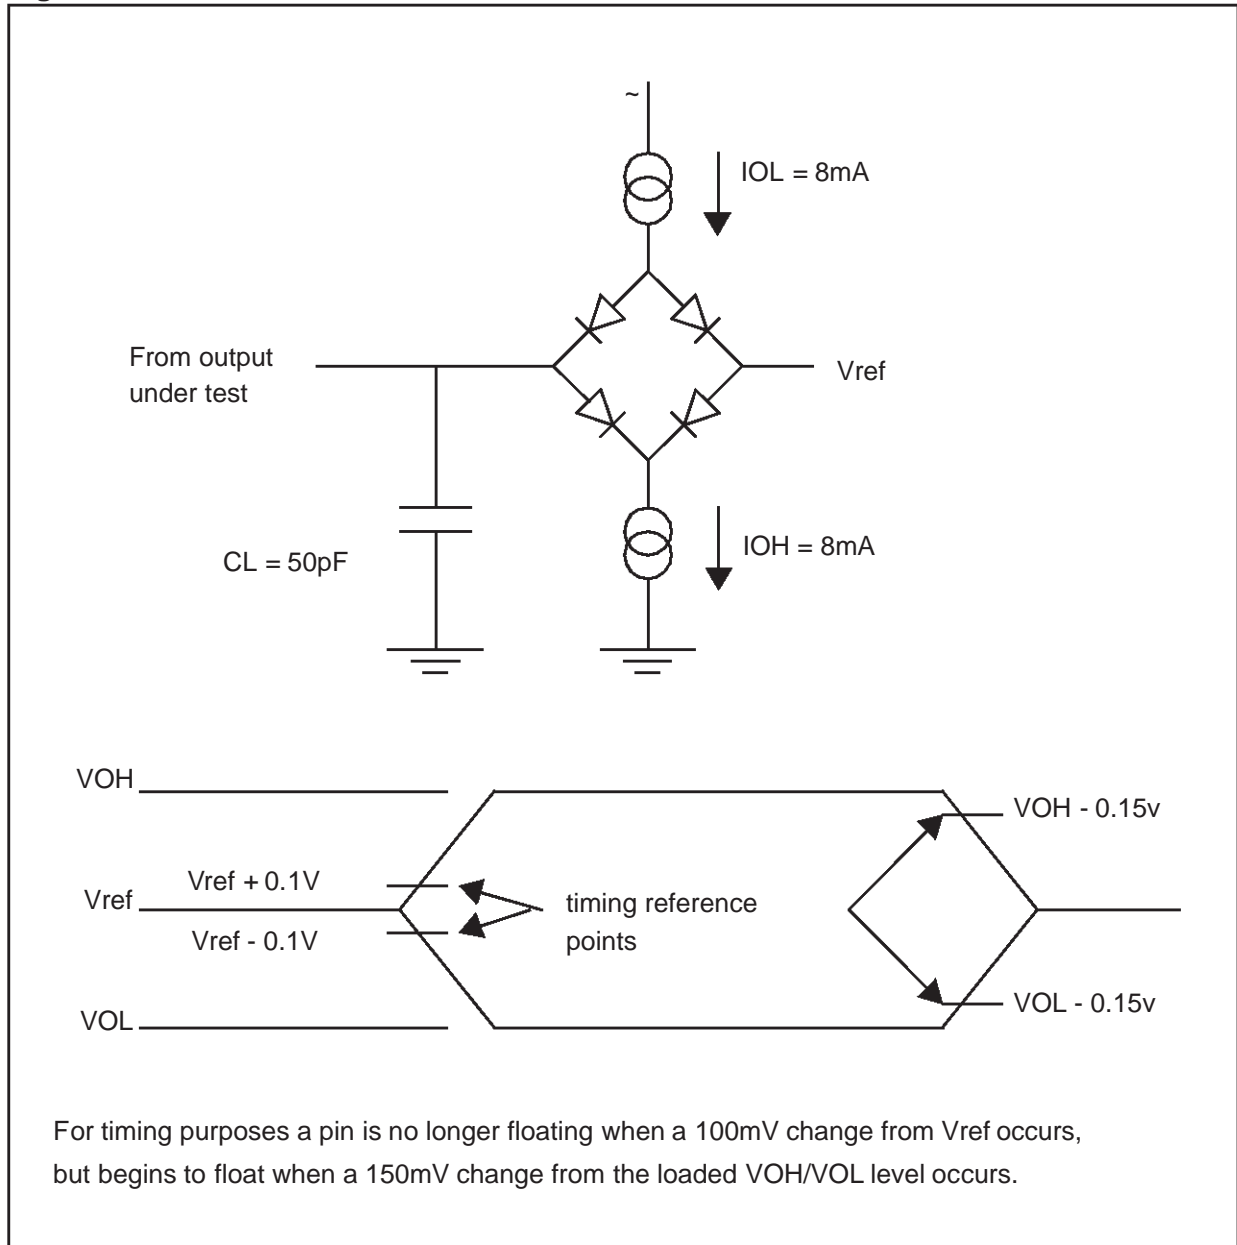 ~
IOL = 8mA
From output
under test
Vref
CL = 50pF
IOH = 8mA
VOH
VOH - 0.15v
Vref + 0.1V
Vref
timing reference
points
Vref - 0.1V
VOL - 0.15v
VOL
For timing purposes a pin is no longer floating when a 100mV change from Vref occurs,
but begins to float when a 150mV change from the loaded VOH/VOL level occurs.